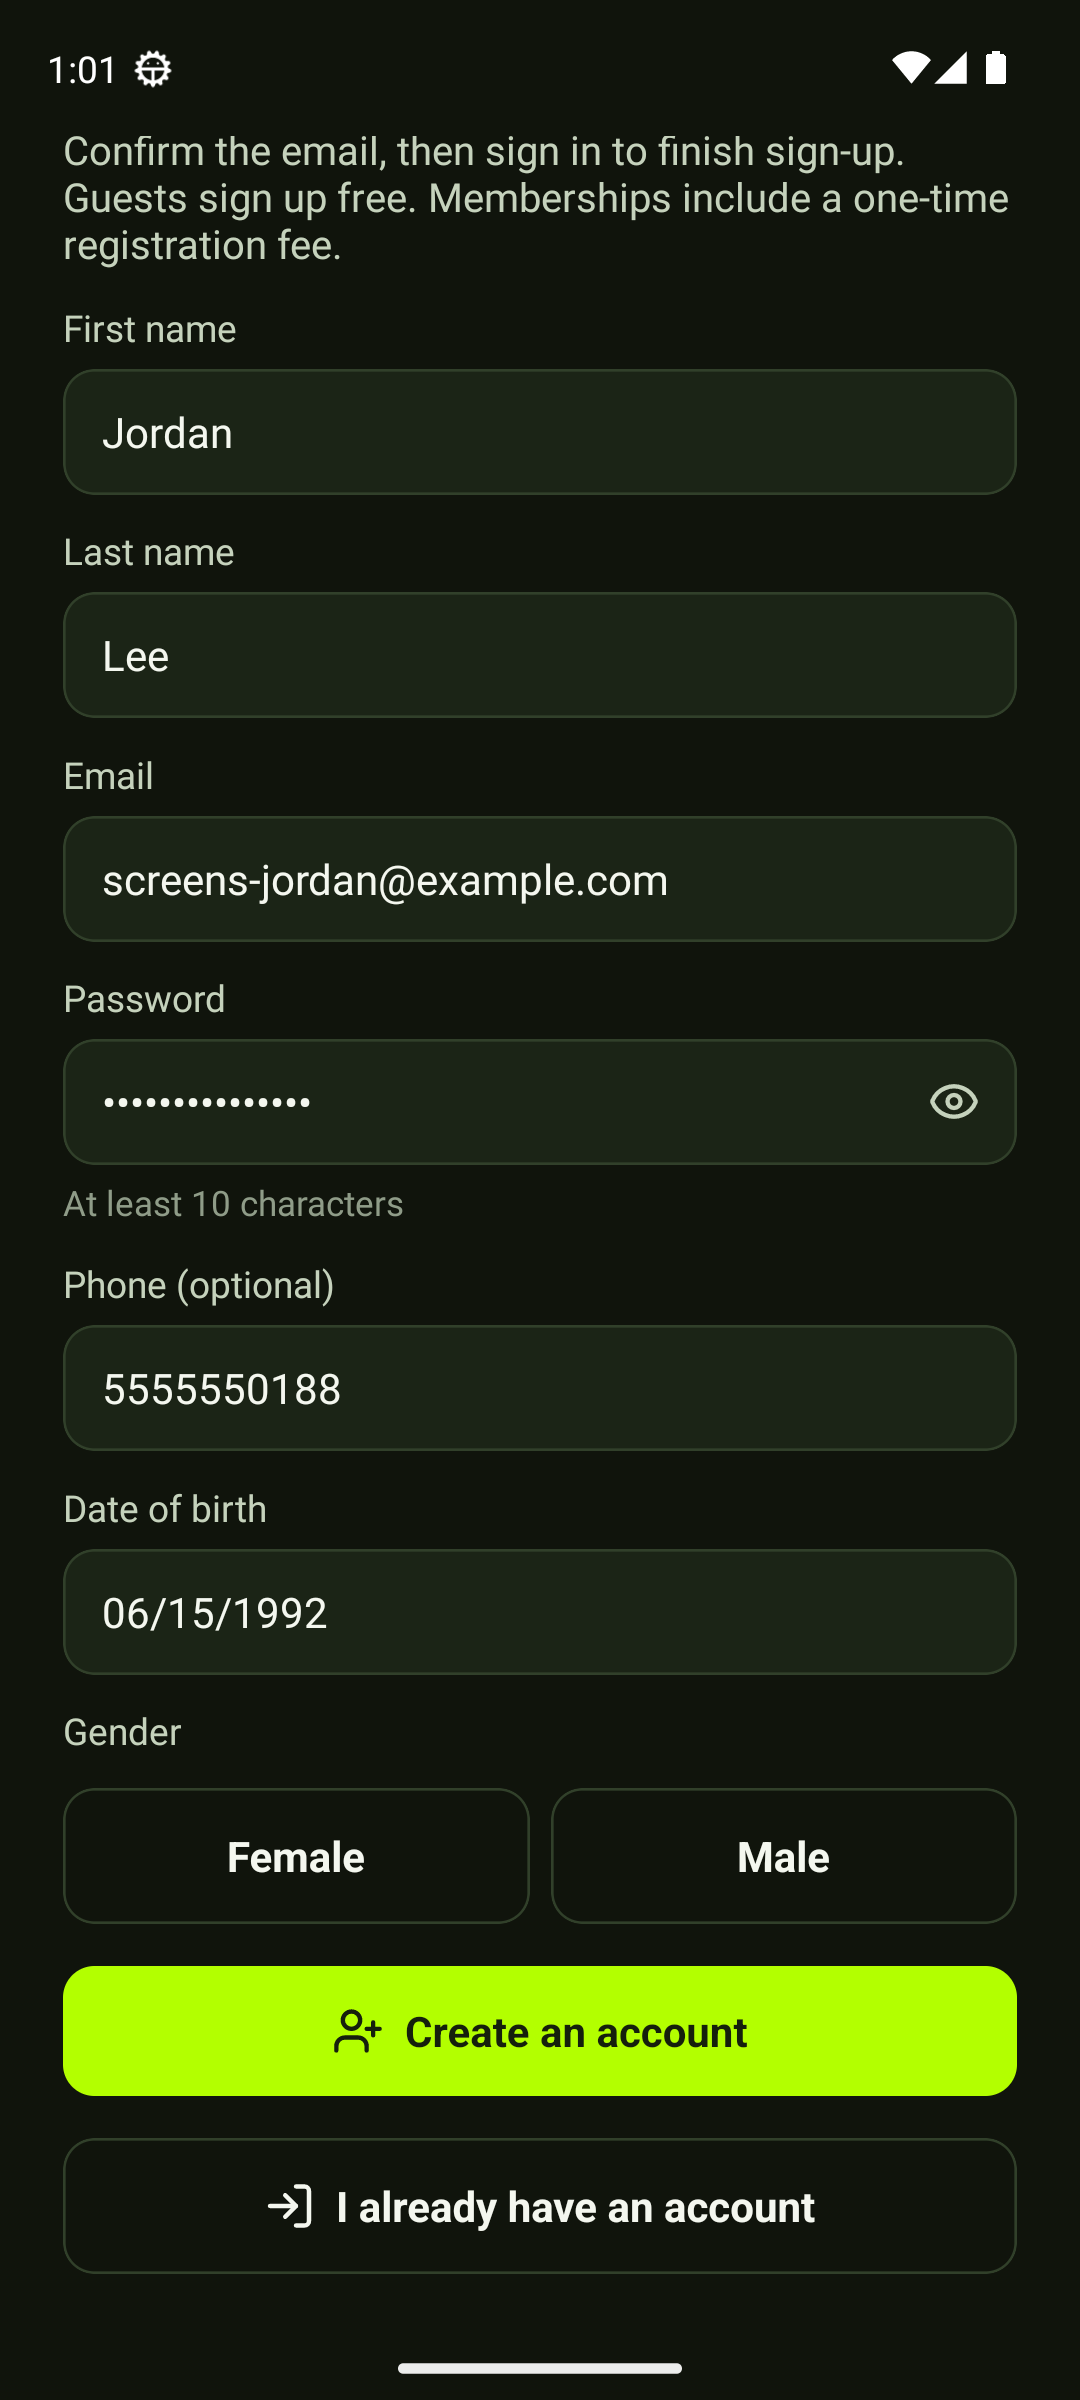 1:01
Confirm the email, then sign in to finish sign-up.
Guests sign up free. Memberships include a one-time
registration fee.
First name
Jordan
Last name
Lee
Email
screens-jordan@example.com
Password
•••••••••••••••
At least 10 characters
Phone (optional)
5555550188
Date of birth
06/15/1992
Gender
Female
Male
Create an account
I already have an account